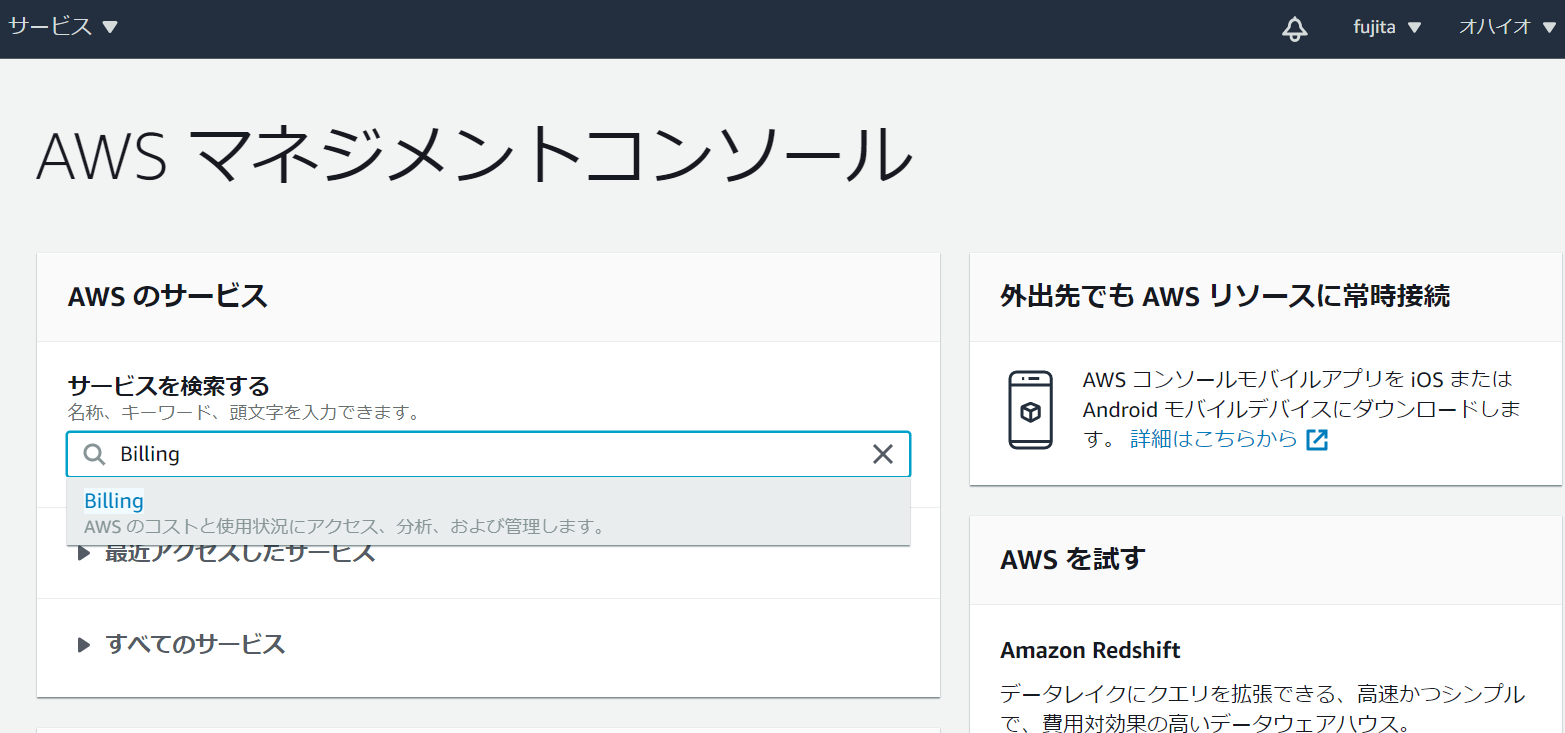 サービス
fujita
オハイオ
AWS マネジメントコンソール
AWS のサービス
サービスを検索する
名称、キーワード、頭文字を入力できます。
Billing
Billing
AWS のコストと使用状況にアクセス、分析、および管理します。
最近アクセスしたサービス
すべてのサービス
外出先でも AWS リソースに常時接続
AWS コンソールモバイルアプリを iOS または
Android モバイルデバイスにダウンロードしま
す。 詳細はこちらから
AWS を試す
Amazon Redshift
データレイクにクエリを拡張できる、高速かつシンプル
で、費用対効果の高いデータウェアハウス。